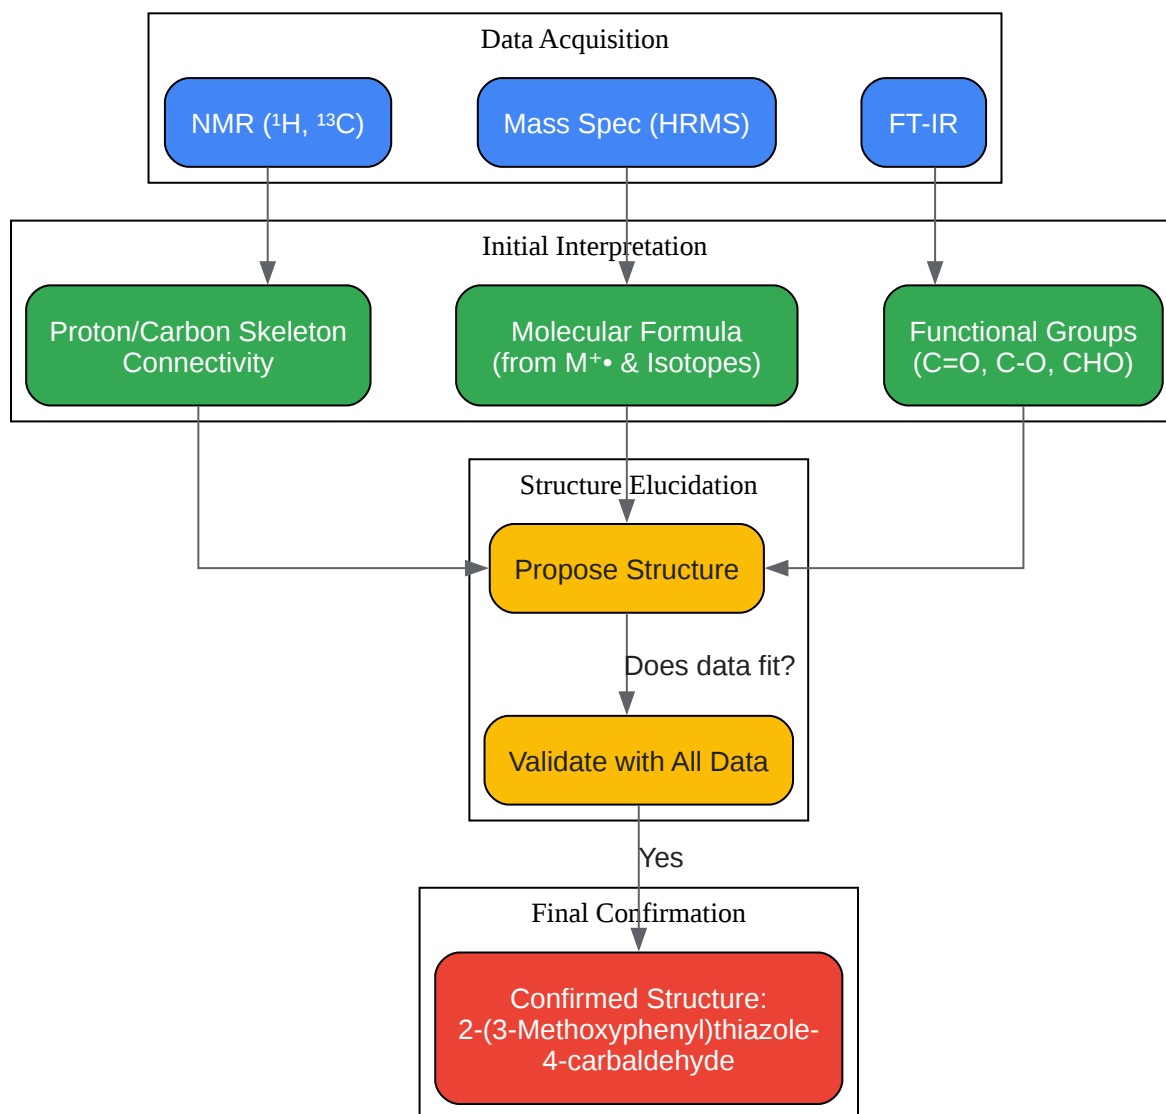 Data Acquisition
NMR (¹H, ¹³C)
Mass Spec (HRMS)
FT-IR
Initial Interpretation
Proton/Carbon Skeleton
Connectivity
Molecular Formula
(from M⁺• & Isotopes)
Functional Groups
(C=O, C-O, CHO)
Structure Elucidation
Propose Structure
Does data fit?
Validate with All Data
Yes
Final Confirmation
Confirmed Structure:
2-(3-Methoxyphenyl)thiazole-
4-carbaldehyde